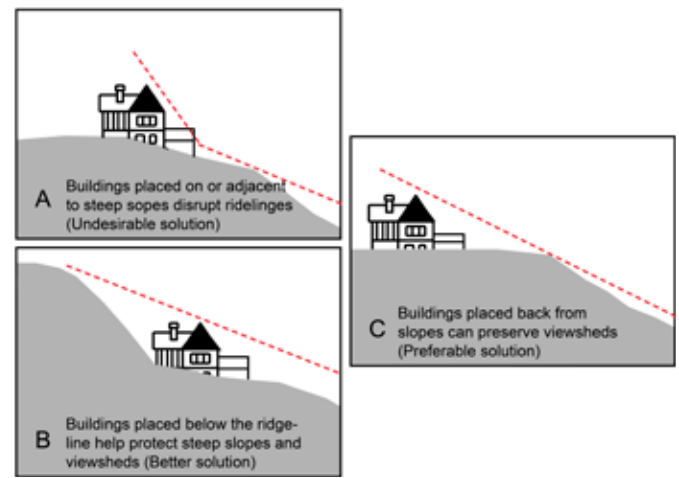 A
Buildings placed on or adjacent
to steep sopes disrupt ridelinges
(Undesirable solution)
B
Buildings placed below the ridge-
line help protect steep slopes and
viewsheds (Better solution)
C
Buildings placed back from
slopes can preserve viewsheds
(Preferable solution)